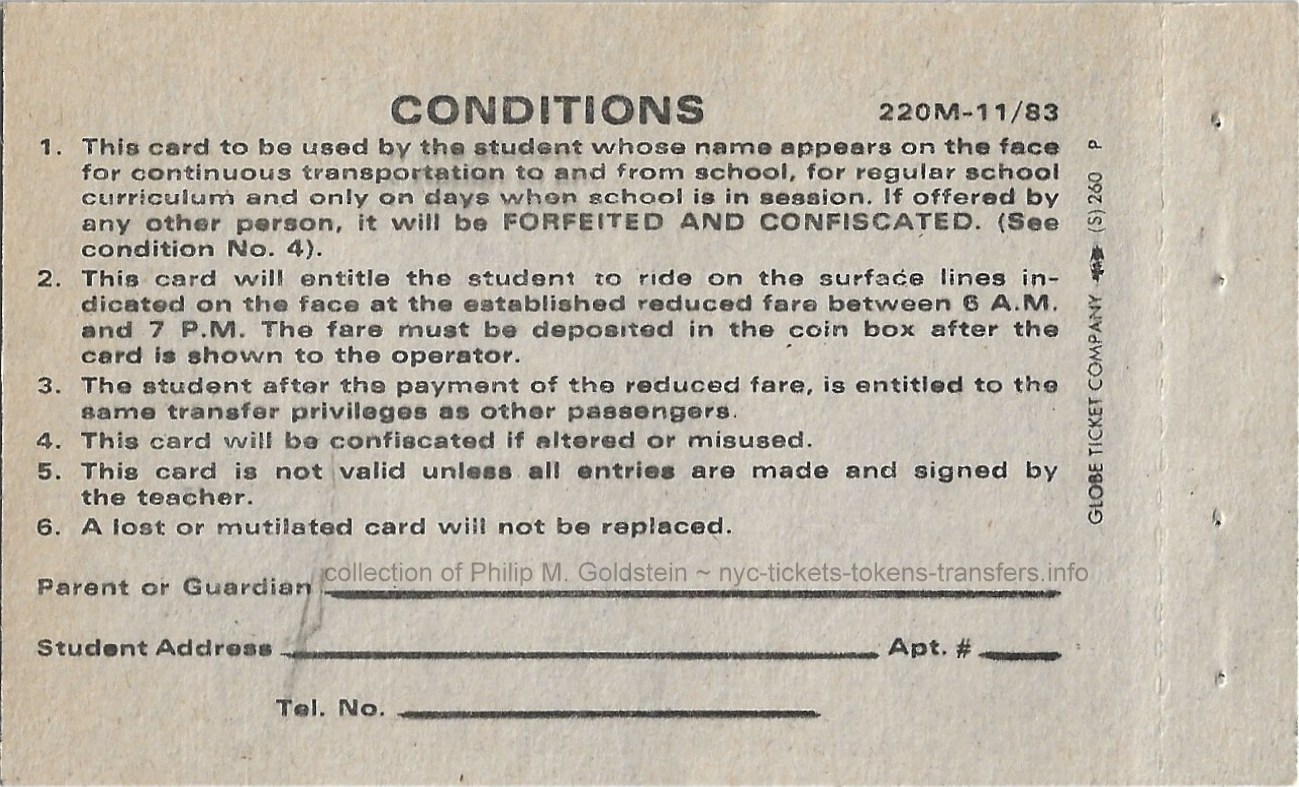 CONDITIONS 220M-11/83
1. This card to be used by the student whose name appears on the face
for continuous transportation to and from school, for regular school
curriculum and only on days when school is in session. If offered by
any other person, it will be FORFEITED AND CONFISCATED. (See
condition No. 4).
2. This card will entitle the student to ride on the surface lines in-
dicated on the face at the established reduced fare between 6 A.M.
and 7 P.M. The fare must be deposited in the coin box after the
card is shown to the operator.
3. The student after the payment of the reduced fare, is entitled to the
same transfer privileges as other passengers.
4. This card will be confiscated if altered or misused.
5. This card is not valid unless all entries are made and signed by
the teacher.
6. A lost or mutilated card will not be replaced.
collection of Philip M. Goldstein ~ nyc-tickets-tokens-transfers.info
Parent or Guardian
Student Address Apt. #
Tel. No.
GLOBE TICKET COMPANY (S) 260 P